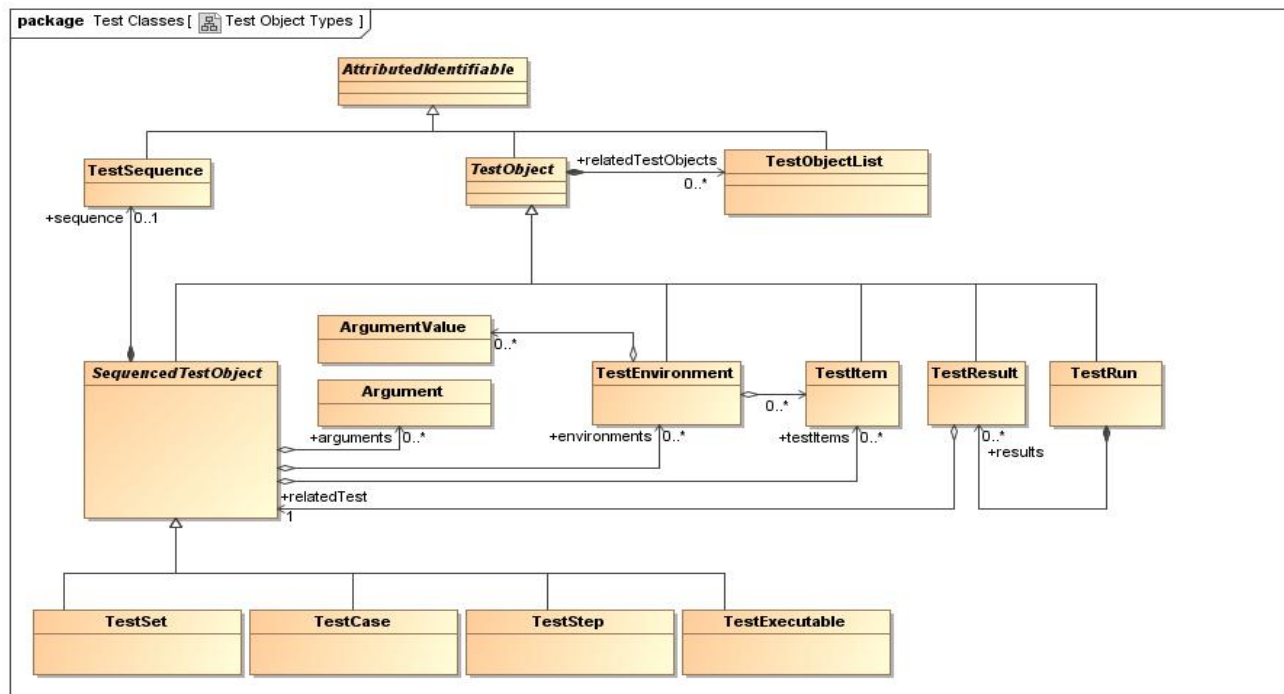 package Test Classes [ Test Object Types ]
AttributedIdentifiable
TestSequence
TestObject
+relatedTestObjects
0..*
TestObjectList
+sequence
0..1
ArgumentValue
0..*
SequencedTestObject
Argument
+arguments
0..*
TestEnvironment
0..*
TestItem
TestResult
TestRun
+environments
0..*
+testItems
0..*
0..*
+results
+relatedTest
1
TestSet
TestCase
TestStep
TestExecutable